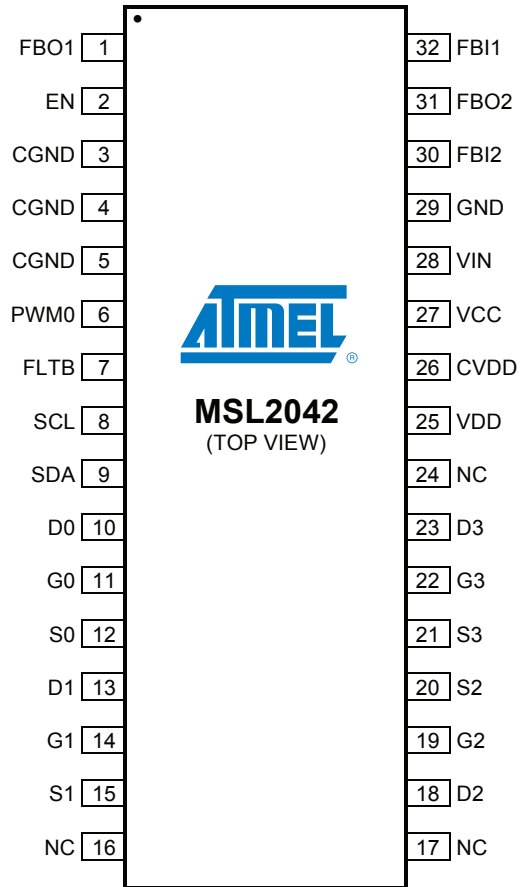 FBO1 1 32 FBI1
EN 2 31 FBO2
CGND 3 30 FBI2
CGND 4 29 GND
CGND 5 28 VIN
PWM0 6 27 VCC
FLTB 7 26 CVDD
SCL 8 25 VDD
SDA 9 24 NC
D0 10 23 D3
G0 11 22 G3
S0 12 21 S3
D1 13 20 S2
G1 14 19 G2
S1 15 18 D2
NC 16 17 NC
ATMEL ®
MSL2042
(TOP VIEW)